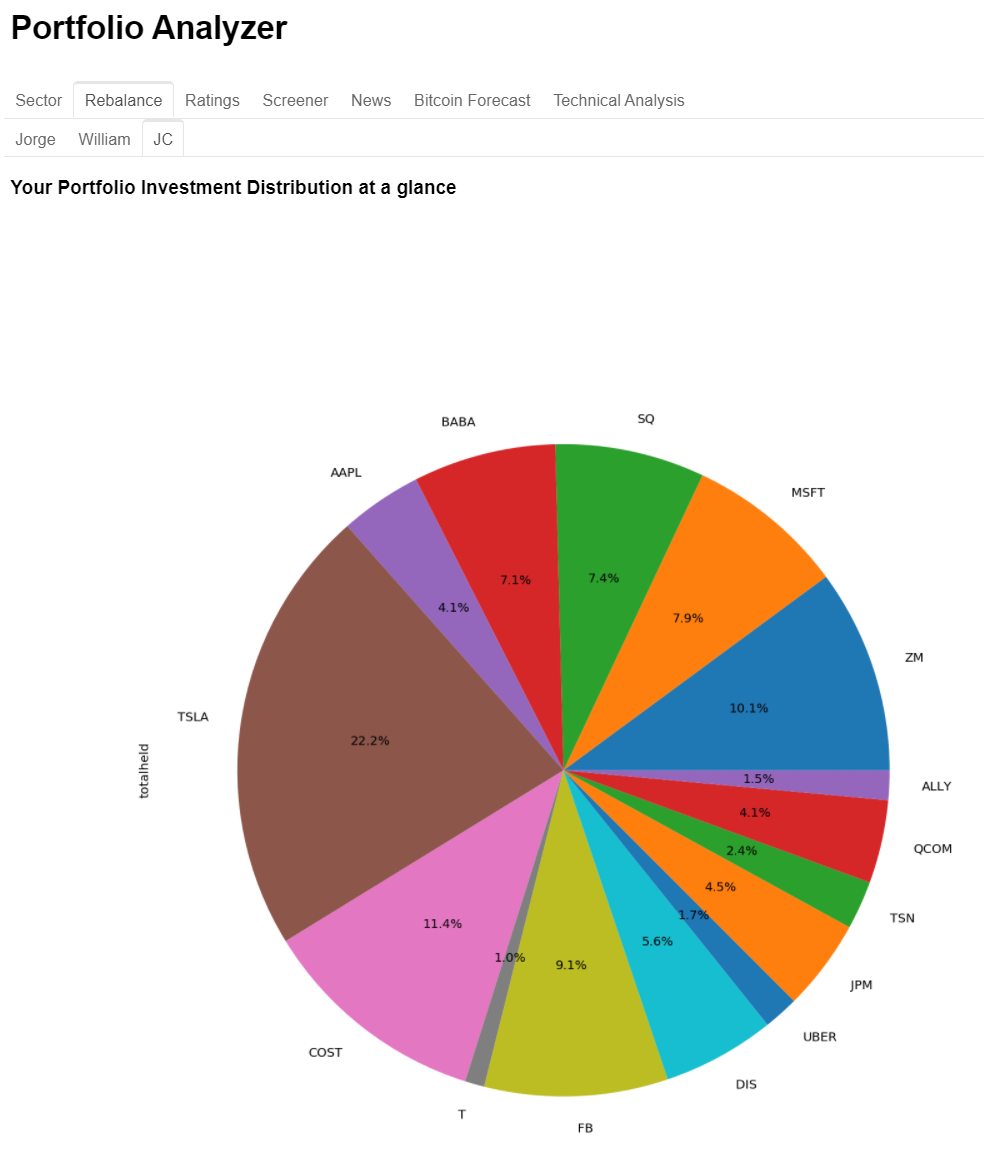 Portfolio Analyzer
Sector Rebalance Ratings Screener News Bitcoin Forecast Technical Analysis
Jorge William JC
Your Portfolio Investment Distribution at a glance
SQ
BABA
AAPL
MSFT
7.4%
7.1%
4.1%
7.9%
ZM
10.1%
TSLA
22.2%
totalheld
1.5%
ALLY
4.1%
QCOM
2.4%
4.5%
TSN
1.7%
11.4%
5.6%
1.0%
9.1%
JPM
UBER
COST
DIS
T
FB